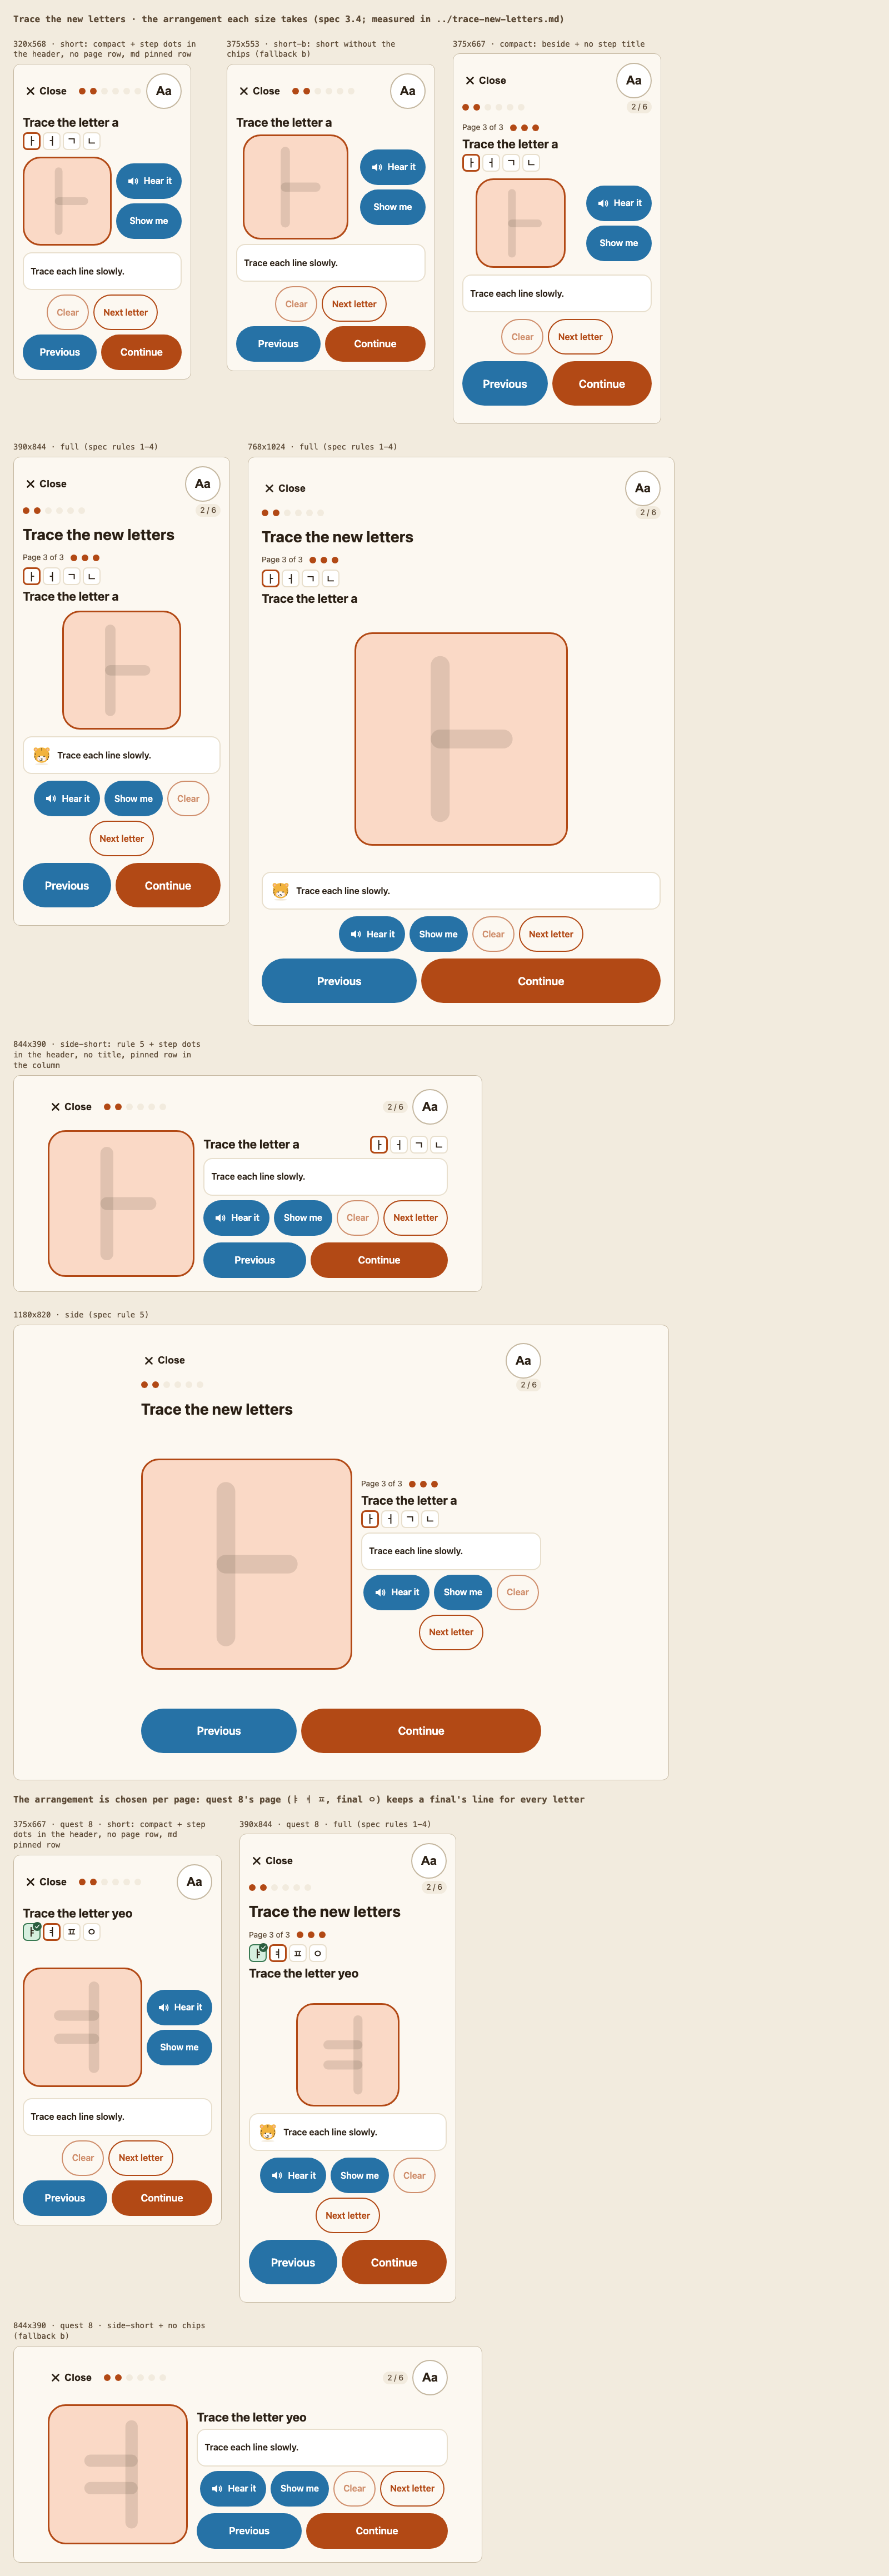 Trace the new letters · the arrangement each size takes (spec 3.4; measured in ../trace-new-letters.md)
320x568 · short: compact + step dots in
the header, no page row, md pinned row
Close
Aa
Trace the letter a
ㅏ ㅓ ㄱ ㄴ
Hear it
Show me
Trace each line slowly.
Clear
Next letter
Previous
Continue
375x553 · short-b: short without the
chips (fallback b)
Close
Aa
Trace the letter a
Hear it
Show me
Trace each line slowly.
Clear
Next letter
Previous
Continue
375x667 · compact: beside + no step title
Close
Aa
2 / 6
Page 3 of 3
Trace the letter a
ㅏ ㅓ ㄱ ㄴ
Hear it
Show me
Trace each line slowly.
Clear
Next letter
Previous
Continue
390x844 · full (spec rules 1–4)
Close
Aa
2 / 6
Trace the new letters
Page 3 of 3
ㅏ ㅓ ㄱ ㄴ
Trace the letter a
Trace each line slowly.
Hear it
Show me
Clear
Next letter
Previous
Continue
768x1024 · full (spec rules 1–4)
Close
Aa
2 / 6
Trace the new letters
Page 3 of 3
ㅏ ㅓ ㄱ ㄴ
Trace the letter a
Trace each line slowly.
Hear it
Show me
Clear
Next letter
Previous
Continue
844x390 · side-short: rule 5 + step dots
in the header, no title, pinned row in
the column
Close
2 / 6
Aa
Trace the letter a
ㅏ ㅓ ㄱ ㄴ
Trace each line slowly.
Hear it
Show me
Clear
Next letter
Previous
Continue
1180x820 · side (spec rule 5)
Close
Aa
2 / 6
Trace the new letters
Page 3 of 3
Trace the letter a
ㅏ ㅓ ㄱ ㄴ
Trace each line slowly.
Hear it
Show me
Clear
Next letter
Previous
Continue
The arrangement is chosen per page: quest 8's page (ㅑ ㅕ ㅍ, final ㅇ) keeps a final's line for every letter
375x667 · quest 8 · short: compact + step
dots in the header, no page row, md
pinned row
Close
Aa
Trace the letter yeo
ㅑ ㅕ ㅍ ㅇ
Hear it
Show me
Trace each line slowly.
Clear
Next letter
Previous
Continue
390x844 · quest 8 · full (spec rules 1–4)
Close
Aa
2 / 6
Trace the new letters
Page 3 of 3
ㅑ ㅕ ㅍ ㅇ
Trace the letter yeo
Trace each line slowly.
Hear it
Show me
Clear
Next letter
Previous
Continue
844x390 · quest 8 · side-short + no chips
(fallback b)
Close
2 / 6
Aa
Trace the letter yeo
Trace each line slowly.
Hear it
Show me
Clear
Next letter
Previous
Continue